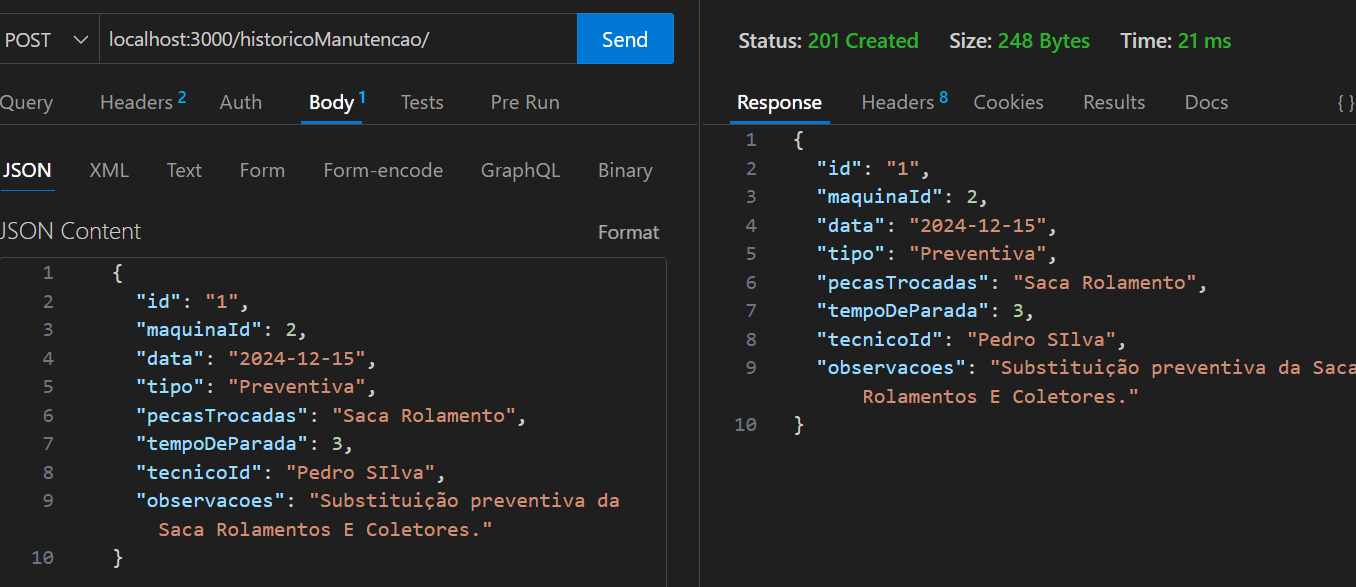 POST localhost:3000/historicoManutencao/ Send
Query Headers 2 Auth Body 1 Tests Pre Run
JSON XML Text Form Form-encode GraphQL Binary
JSON Content Format
1 {
2 "id": "1",
3 "maquinaId": 2,
4 "data": "2024-12-15",
5 "tipo": "Preventiva",
6 "pecasTrocadas": "Saca Rolamento",
7 "tempoDeParada": 3,
8 "tecnicoId": "Pedro SIlva",
9 "observacoes": "Substituição preventiva da
Saca Rolamentos E Coletores."
10 }
Status: 201 Created Size: 248 Bytes Time: 21 ms
Response Headers 8 Cookies Results Docs { }
1 {
2 "id": "1",
3 "maquinaId": 2,
4 "data": "2024-12-15",
5 "tipo": "Preventiva",
6 "pecasTrocadas": "Saca Rolamento",
7 "tempoDeParada": 3,
8 "tecnicoId": "Pedro SIlva",
9 "observacoes": "Substituição preventiva da Saca
Rolamentos E Coletores."
10 }